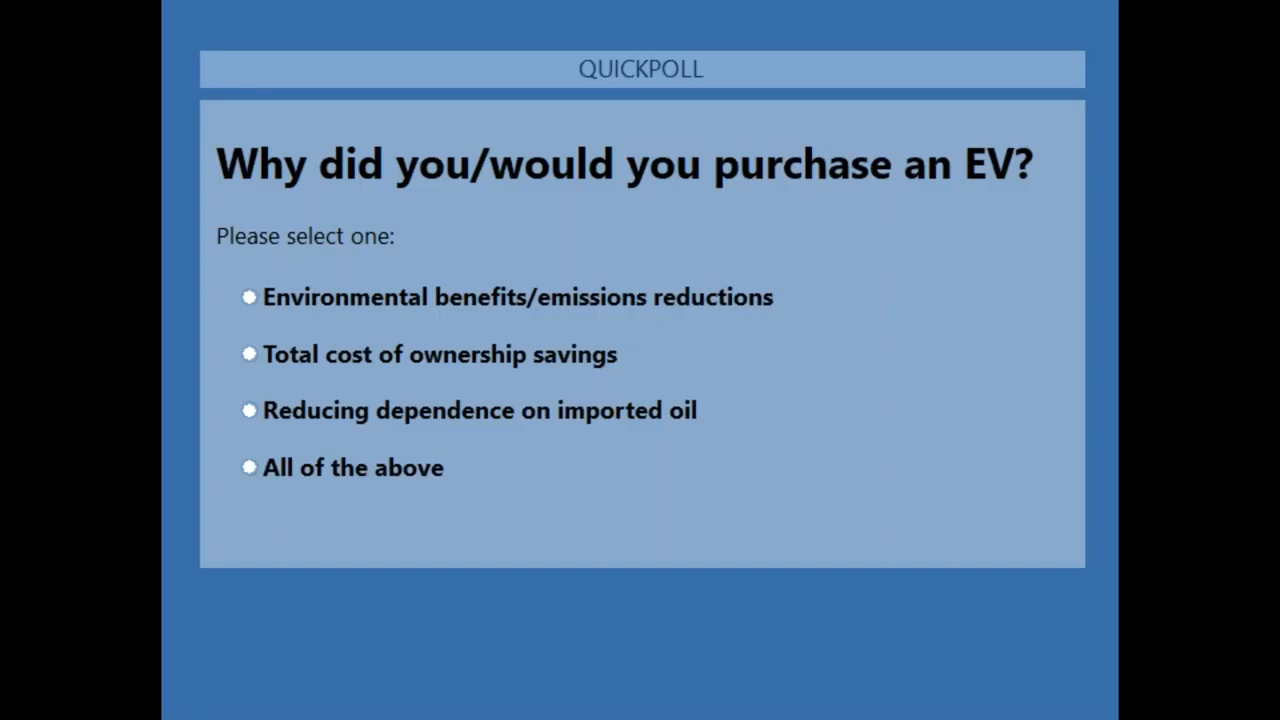 QUICKPOLL
Why did you/would you purchase an EV?
Please select one:
Environmental benefits/emissions reductions
Total cost of ownership savings
Reducing dependence on imported oil
All of the above